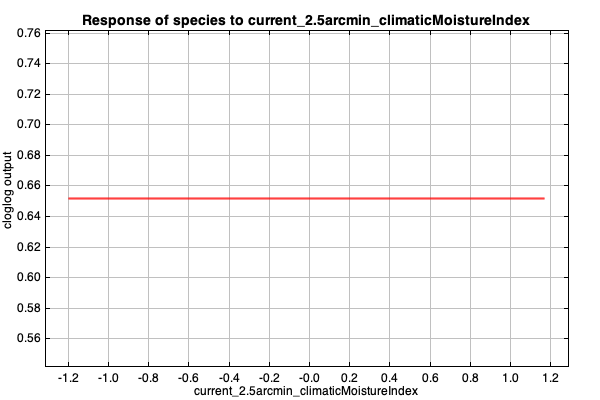 Response of species to current_2.5arcmin_climaticMoistureIndex
0.76
0.74
0.72
0.70
0.68
0.66
0.64
0.62
0.60
0.58
0.56
cloglog output
-1.2 -1.0 -0.8 -0.6 -0.4 -0.2 -0.0 0.2 0.4 0.6 0.8 1.0 1.2
current_2.5arcmin_climaticMoistureIndex